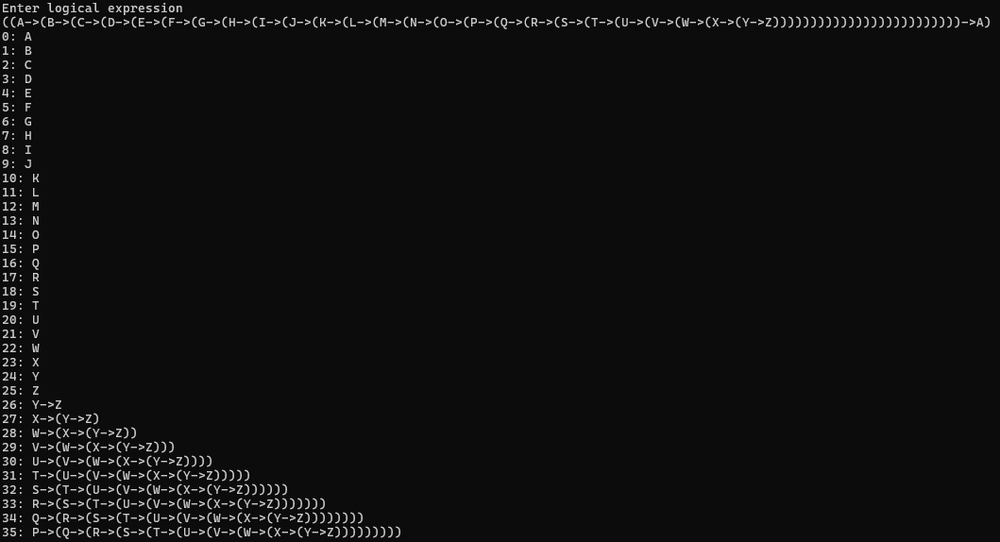 Enter logical expression
((A->(B->(C->(D->(E->(F->(G->(H->(I->(J->(K->(L->(M->(N->(O->(P->(Q->(R->(S->(T->(U->(V->(W->(X->(Y->Z)))))))))))))))))))))))))->A)
0: A
1: B
2: C
3: D
4: E
5: F
6: G
7: H
8: I
9: J
10: K
11: L
12: M
13: N
14: O
15: P
16: Q
17: R
18: S
19: T
20: U
21: V
22: W
23: X
24: Y
25: Z
26: Y->Z
27: X->(Y->Z)
28: W->(X->(Y->Z))
29: V->(W->(X->(Y->Z)))
30: U->(V->(W->(X->(Y->Z))))
31: T->(U->(V->(W->(X->(Y->Z)))))
32: S->(T->(U->(V->(W->(X->(Y->Z))))))
33: R->(S->(T->(U->(V->(W->(X->(Y->Z)))))))
34: Q->(R->(S->(T->(U->(V->(W->(X->(Y->Z))))))))
35: P->(Q->(R->(S->(T->(U->(V->(W->(X->(Y->Z)))))))))